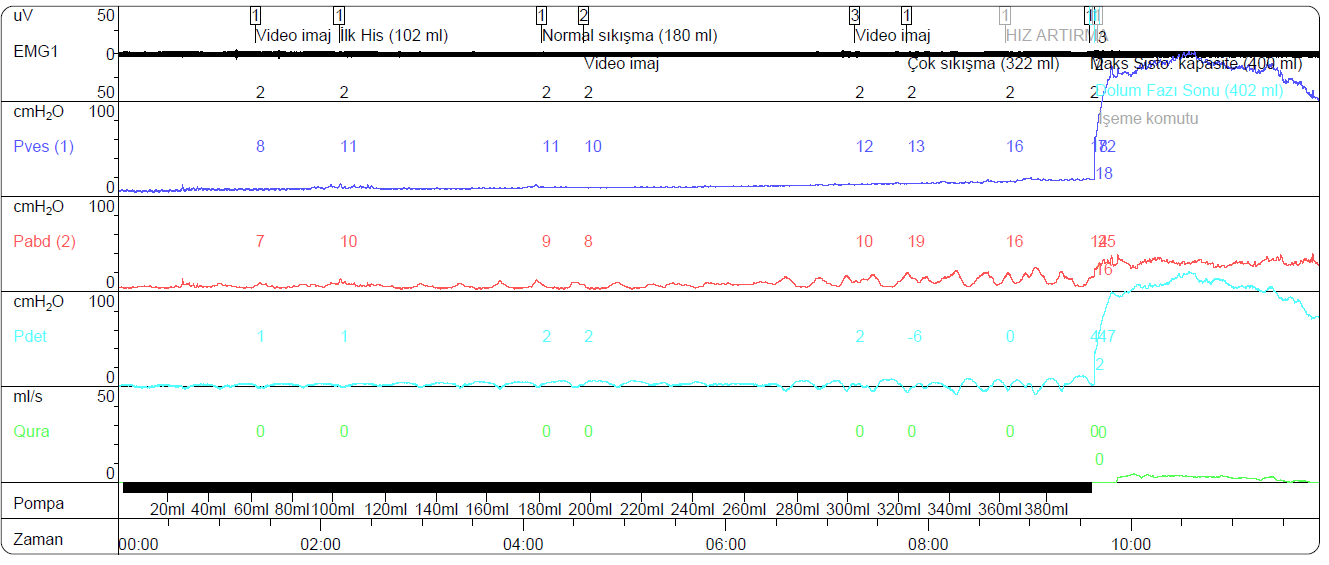 uV 50 1 1 1 2 3 1 1 1 1
Video imaj İlk His (102 ml) Normal sıkışma (180 ml) Video imaj HIZ ARTIRMA 3
EMG1 0
Video imaj Çok sıkışma (322 ml) Maks Sisto. kapasite (400 ml)
50 2 2 2 2 2 2 2 2 Dolum Fazı Sonu (402 ml)
cmH₂O 100
İşeme komutu
Pves (1) 8 11 11 10 12 13 16
18
0
cmH₂O 100
Pabd (2) 7 10 9 8 10 19 16
16
0
cmH₂O 100
Pdet 1 1 2 2 2 -6 0
2
0
ml/s 50
Qura 0 0 0 0 0 0 0 0 0
0
0
Pompa 20ml 40ml 60ml 80ml 100ml 120ml 140ml 160ml 180ml 200ml 220ml 240ml 260ml 280ml 300ml 320ml 340ml 360ml 380ml
Zaman 00:00 02:00 04:00 06:00 08:00 10:00